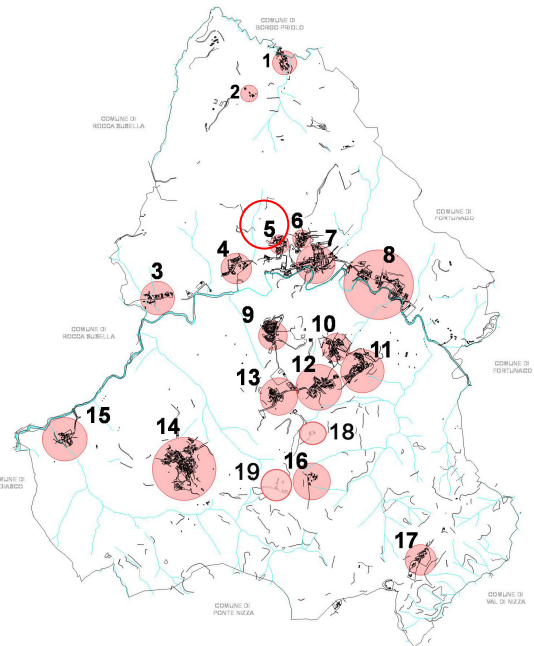 COMUNE DI
BORGO PRIOLO
1
2
COMUNE DI
ROCCA SUSELLA
COMUNE DI
FORTUNAGO
5
6
7
4
8
3
9
COMUNE DI
ROCCA SUSELLA
10
11
12
13
COMUNE DI
FORTUNAGO
15
14
18
19
16
DI
17
COMUNE DI
PONTE NIZZA
COMUNE DI
VAL DI NIZZA